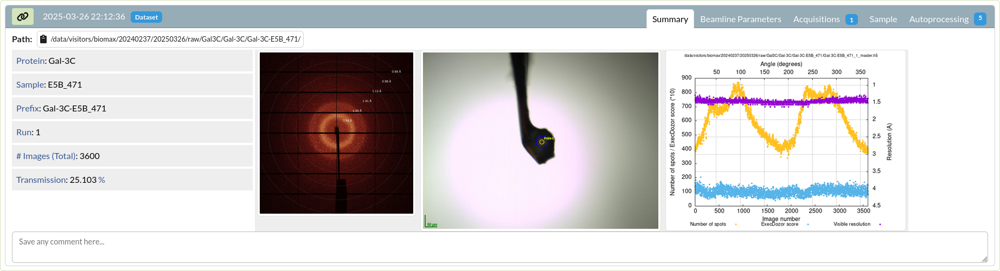 2025-03-26 22:12:36 Dataset
Summary Beamline Parameters Acquisitions 1 Sample Autoprocessing 5
Path: /data/visitors/biomax/20240237/20250326/raw/Gal3C/Gal-3C/Gal-3C-E5B_471/
Protein: Gal-3C
Sample: E5B_471
Prefix: Gal-3C-E5B_471
Run: 1
# Images (Total): 3600
Transmission: 25.103 %
0.88 Å
0.98 Å
1.13 Å
1.41 Å
2.00 Å
Point-1
50 µm
/data/visitors/biomax/20240237/20250326/raw/Gal3C/Gal-3C/Gal-3C-E5B_471/Gal-3C-E5B_471_1_master.h5
Angle (degrees)
50 100 150 200 250 300 350
Number of spots / ExecDozor score (*10)
900
800
700
600
500
400
300
200
100
0
1
1.5
2
2.5
3
3.5
4
4.5
Resolution (A)
0 500 1000 1500 2000 2500 3000 3500
Image number
Number of spots ExecDozor score Visible resolution
Save any comment here...